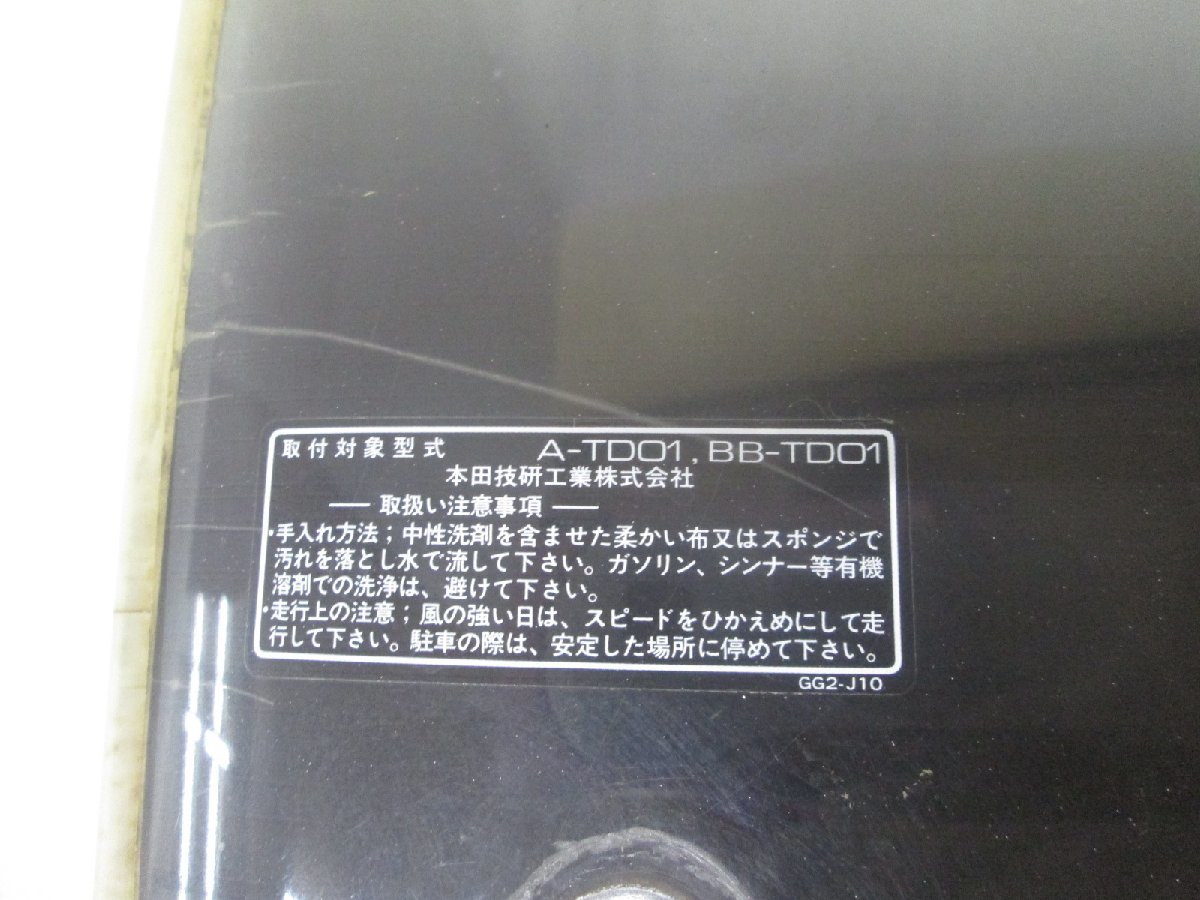 取付対象型式 A-TD01, BB-TD01
本田技研工業株式会社
── 取扱い注意事項 ──
・手入れ方法；中性洗剤を含ませた柔かい布又はスポンジで
汚れを落とし水で流して下さい。ガソリン、シンナー等有機
溶剤での洗浄は、避けて下さい。
・走行上の注意；風の強い日は、スピードをひかえめにして走
行して下さい。駐車の際は、安定した場所に停めて下さい。
GG2-J10